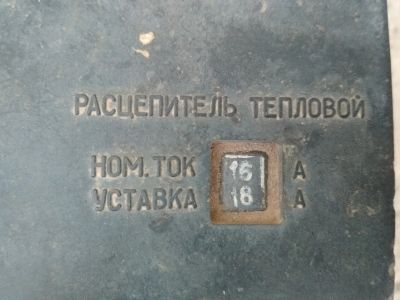 РАСЦЕПИТЕЛЬ ТЕПЛОВОЙ
НОМ. ТОК 16 А
УСТАВКА 18 А